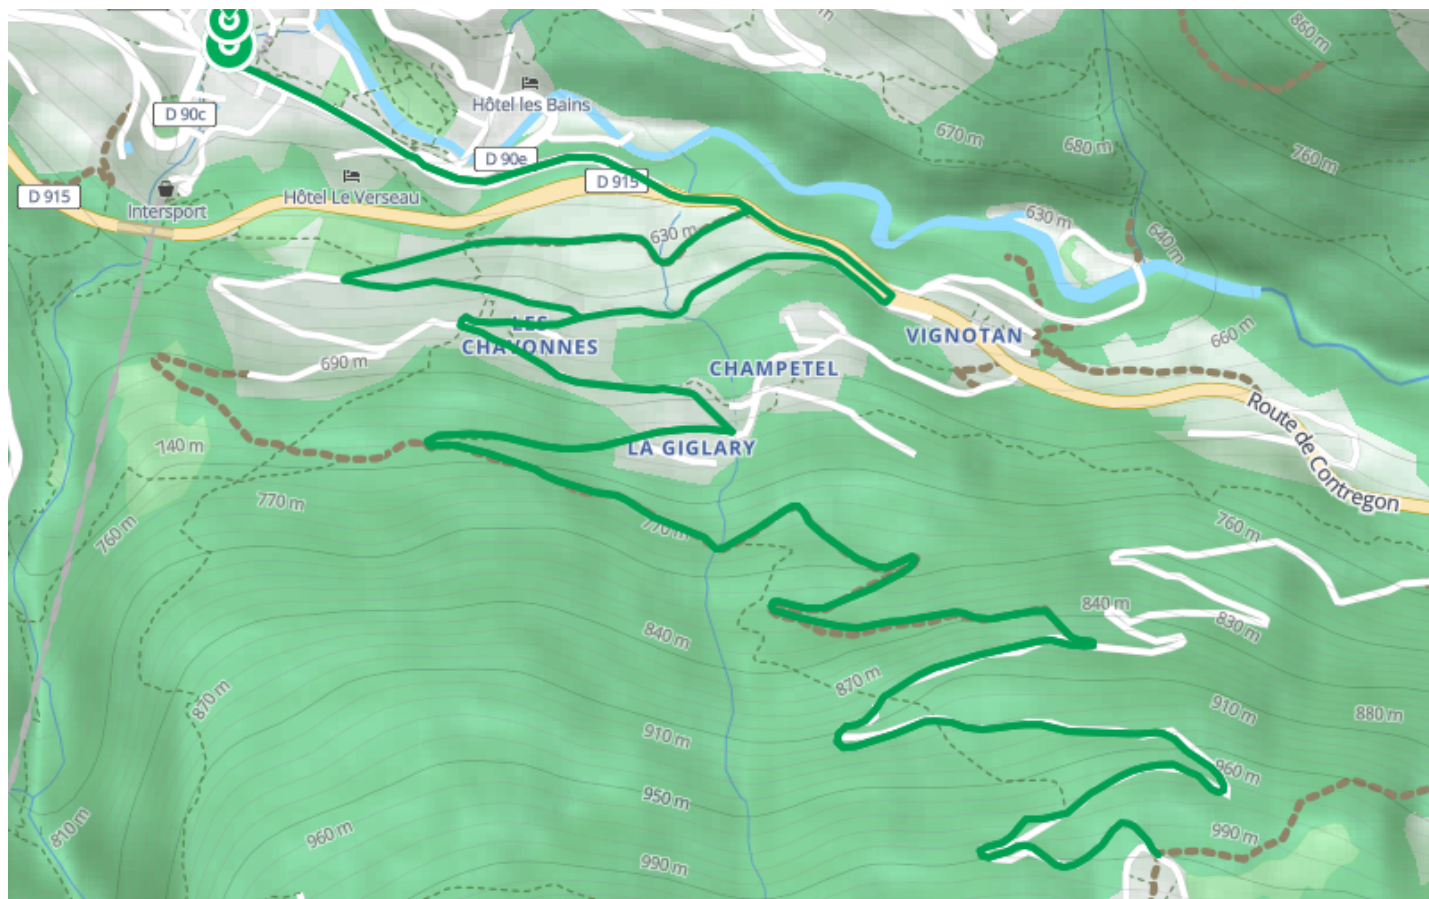 860 m
Hôtel les Bains
D 90c
670 m
680 m
760 m
D 90e
D 915
D 915
Hôtel Le Verseau
Intersport
630 m
630 m
640 m
LES
CHAVONNES
VIGNOTAN
660 m
690 m
CHAMPETEL
Route de Contregon
740 m
LA GIGLARY
770 m
760 m
770 m
760 m
840 m
830 m
840 m
870 m
870 m
910 m
880 m
910 m
960 m
950 m
810 m
960 m
990 m
990 m